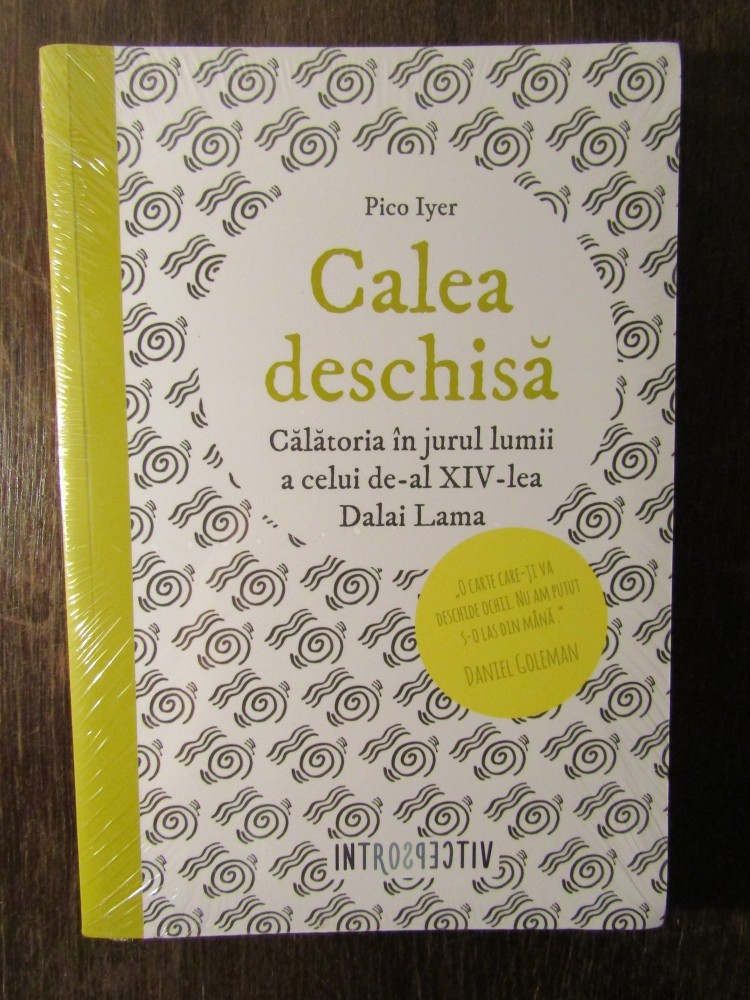 Pico Iyer
Calea
deschisă
Călătoria în jurul lumii
a celui de-al XIV-lea
Dalai Lama
„O CARTE CARE-ȚI VA
DESCHIDE OCHII. NU AM PUTUT
S-O LAS DIN MÂNĂ.”
DANIEL GOLEMAN
INTROSPECTIV